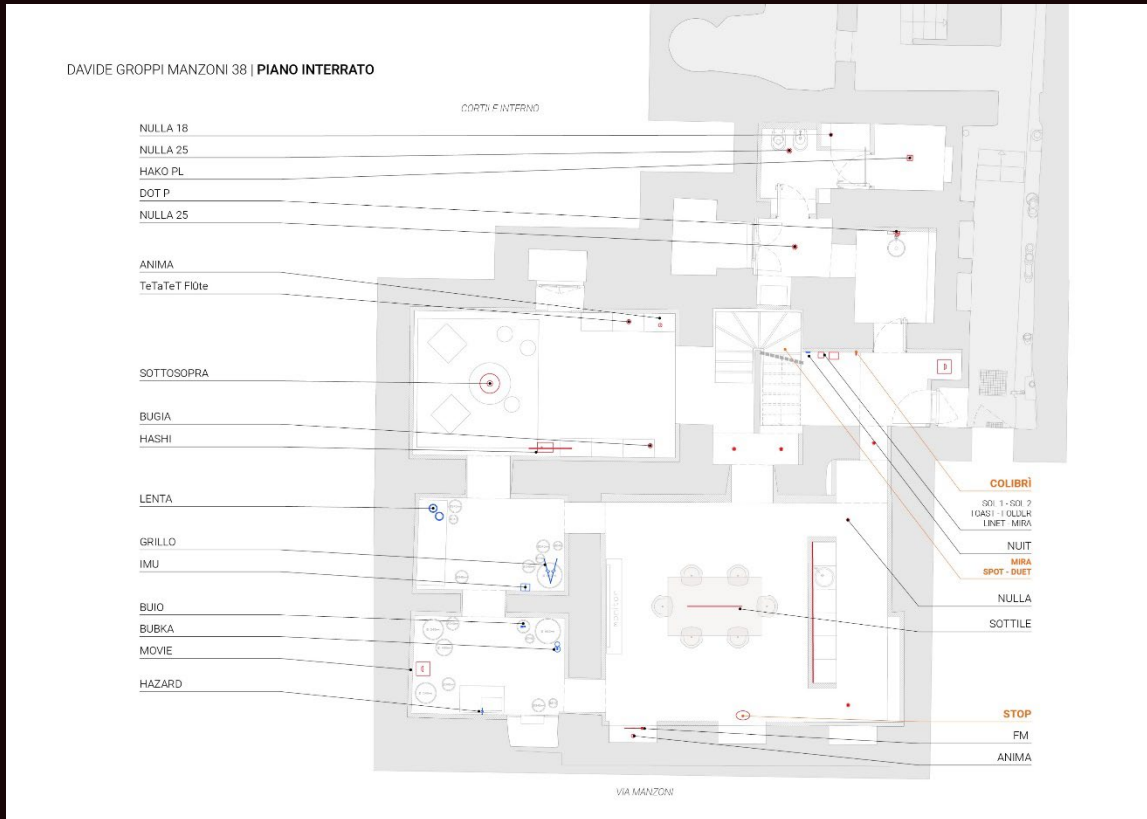 DAVIDE GROPPI MANZONI 38 | PIANO INTERRATO
CORTILE INTERNO
NULLA 18
NULLA 25
HAKO PL
DOT P
NULLA 25
ANIMA
TeTaTeT Flûte
SOTTOSOPRA
BUGIA
HASHI
LENTA
GRILLO
IMU
BUIO
BUBKA
MOVIE
HAZARD
COLIBRÌ
SOL 1 - SOL 2
TOAST - FOLDER
LINET - MIRA
NUIT
MIRA
SPOT - DUET
NULLA
SOTTILE
STOP
FM
ANIMA
VIA MANZONI